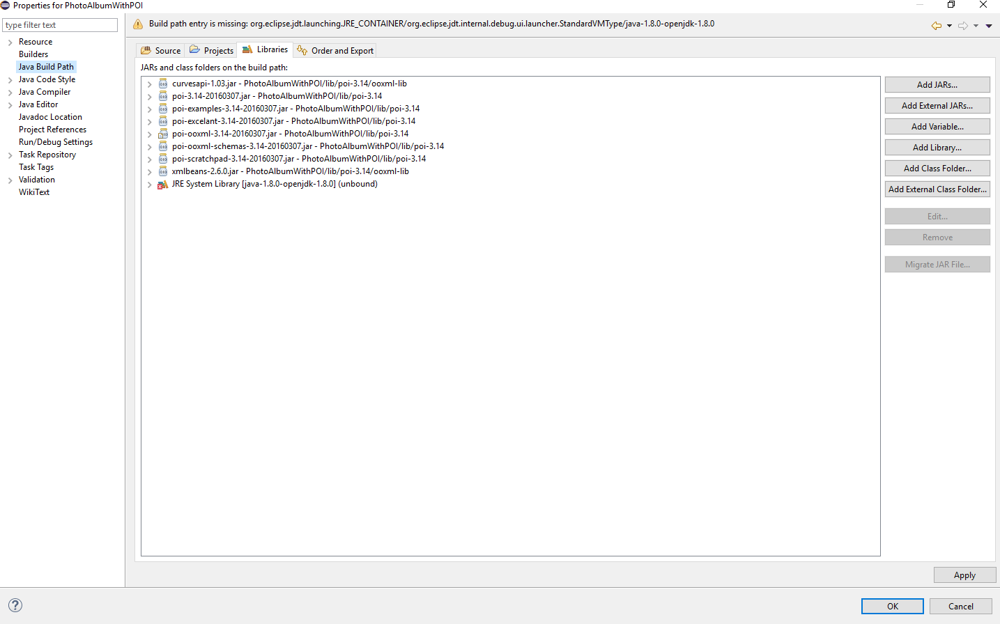 Properties for PhotoAlbumWithPOI
type filter text
Build path entry is missing: org.eclipse.jdt.launching.JRE_CONTAINER/org.eclipse.jdt.internal.debug.ui.launcher.StandardVMType/java-1.8.0-openjdk-1.8.0
Resource
Builders
Java Build Path
Java Code Style
Java Compiler
Java Editor
Javadoc Location
Project References
Run/Debug Settings
Task Repository
Task Tags
Validation
WikiText
Source
Projects
Libraries
Order and Export
JARs and class folders on the build path:
curvesapi-1.03.jar - PhotoAlbumWithPOI/lib/poi-3.14/ooxml-lib
poi-3.14-20160307.jar - PhotoAlbumWithPOI/lib/poi-3.14
poi-examples-3.14-20160307.jar - PhotoAlbumWithPOI/lib/poi-3.14
poi-excelant-3.14-20160307.jar - PhotoAlbumWithPOI/lib/poi-3.14
poi-ooxml-3.14-20160307.jar - PhotoAlbumWithPOI/lib/poi-3.14
poi-ooxml-schemas-3.14-20160307.jar - PhotoAlbumWithPOI/lib/poi-3.14
poi-scratchpad-3.14-20160307.jar - PhotoAlbumWithPOI/lib/poi-3.14
xmlbeans-2.6.0.jar - PhotoAlbumWithPOI/lib/poi-3.14/ooxml-lib
JRE System Library [java-1.8.0-openjdk-1.8.0] (unbound)
Add JARs...
Add External JARs...
Add Variable...
Add Library...
Add Class Folder...
Add External Class Folder...
Edit...
Remove
Migrate JAR File...
Apply
OK
Cancel